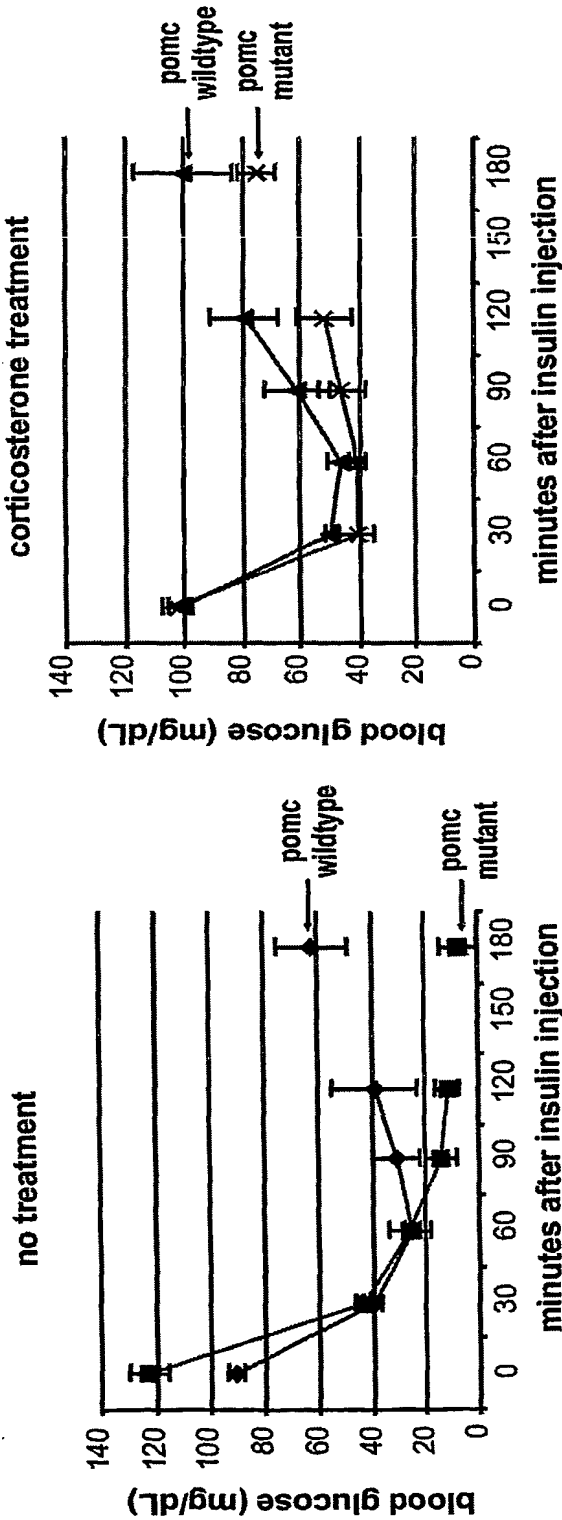 no treatment
blood glucose (mg/dL)
140
120
100
80
60
40
20
0
0 30 60 90 120 150 180
minutes after insulin injection
pomc
wildtype
pomc
mutant
corticosterone treatment
blood glucose (mg/dL)
140
120
100
80
60
40
20
0
0 30 60 90 120 150 180
minutes after insulin injection
pomc
wildtype
pomc
mutant